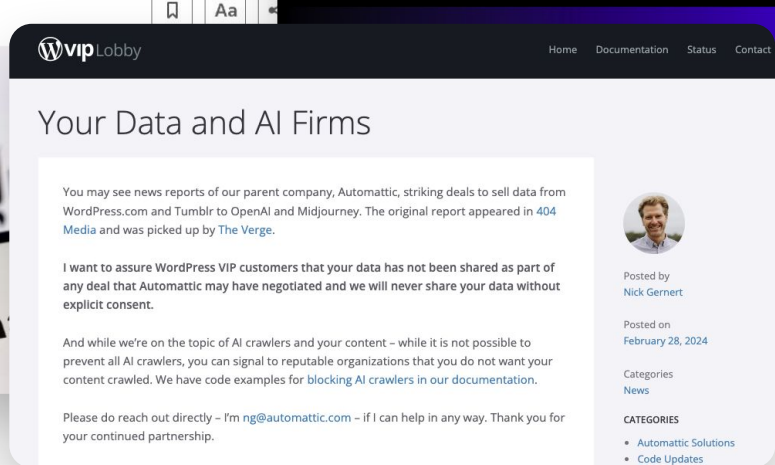 Aa
vip Lobby
Home Documentation Status Contact
Your Data and AI Firms
You may see news reports of our parent company, Automattic, striking deals to sell data from
WordPress.com and Tumblr to OpenAI and Midjourney. The original report appeared in 404
Media and was picked up by The Verge.
I want to assure WordPress VIP customers that your data has not been shared as part of
any deal that Automattic may have negotiated and we will never share your data without
explicit consent.
And while we're on the topic of AI crawlers and your content – while it is not possible to
prevent all AI crawlers, you can signal to reputable organizations that you do not want your
content crawled. We have code examples for blocking AI crawlers in our documentation.
Please do reach out directly – I'm ng@automattic.com – if I can help in any way. Thank you for
your continued partnership.
Posted by
Nick Gernert
Posted on
February 28, 2024
Categories
News
CATEGORIES
Automattic Solutions
Code Updates